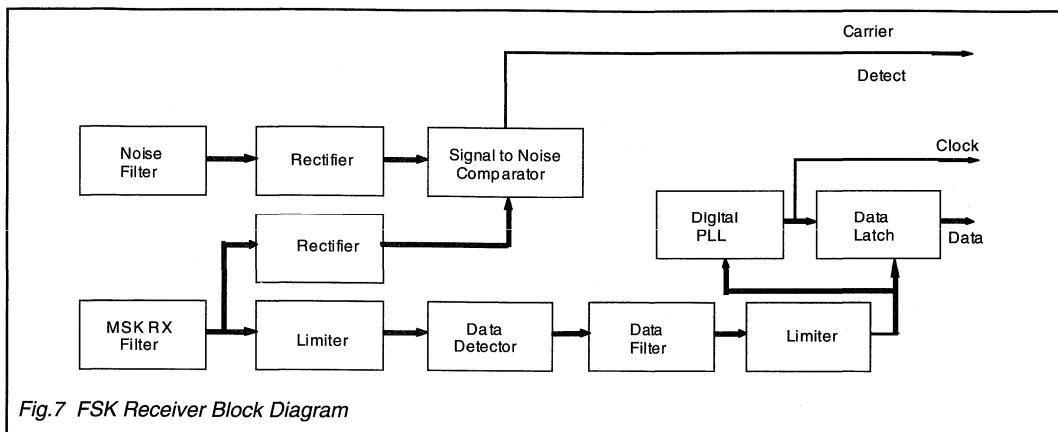 Carrier
Detect
Noise
Filter
Rectifier
Signal to Noise
Comparator
Clock
Rectifier
Digital
PLL
Data
Latch
Data
MSK RX
Filter
Limiter
Data
Detector
Data
Filter
Limiter
Fig.7 FSK Receiver Block Diagram